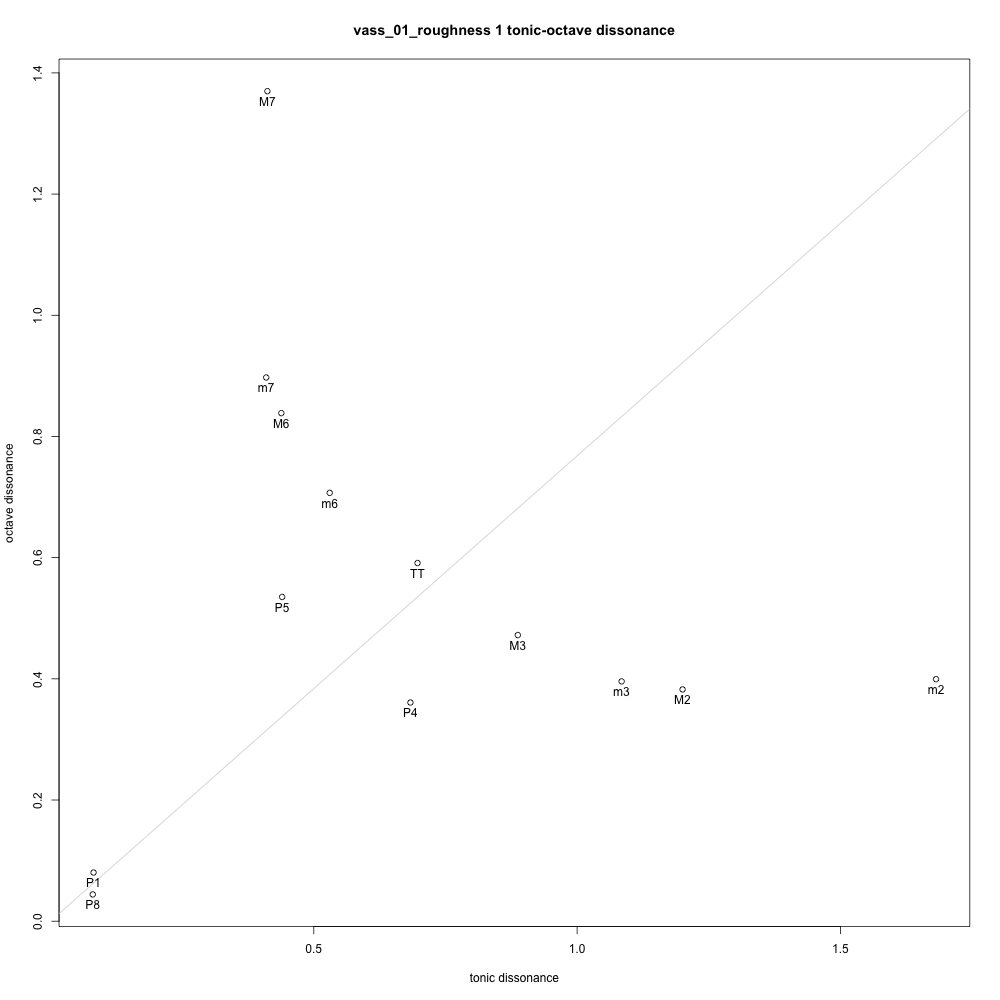 vass_01_roughness 1 tonic-octave dissonance
1.4
M7
1.2
1.0
m7
M6
0.8
octave dissonance
m6
0.6
TT
P5
M3
0.4
m3
M2
m2
P4
0.2
P1
P8
0.0
0.5
1.0
1.5
tonic dissonance